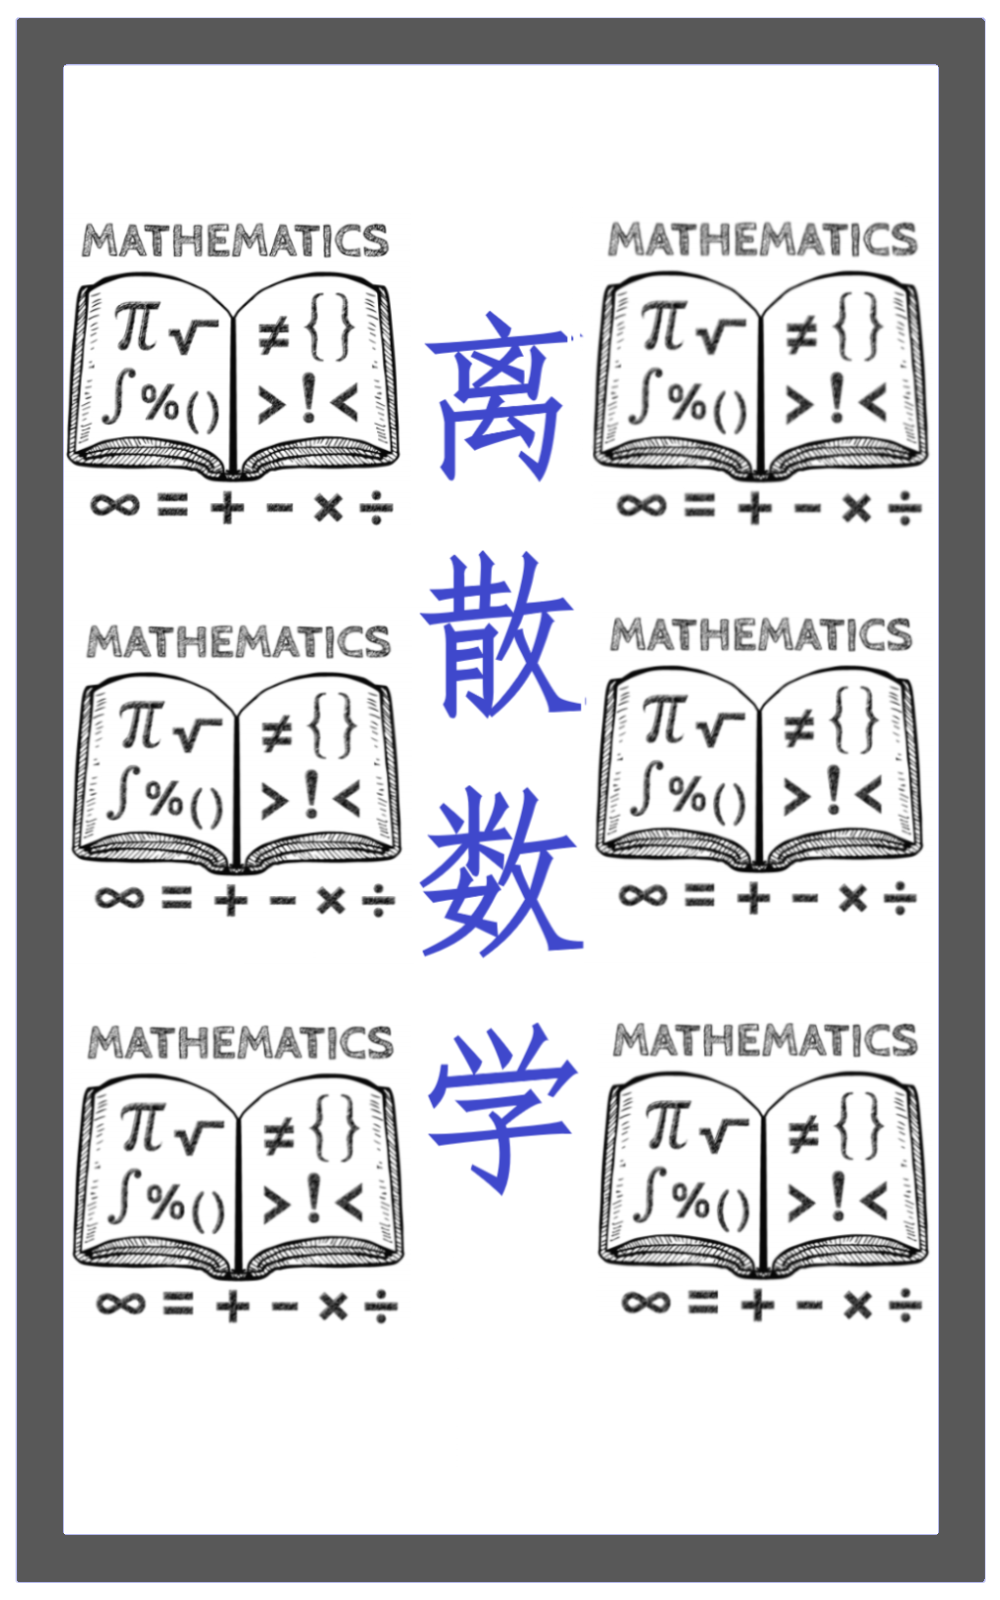 MATHEMATICS
π √ ≠ { }
∫ % ( ) > ! <
∞ = + - × ÷
MATHEMATICS
π √ ≠ { }
∫ % ( ) > ! <
∞ = + - × ÷
MATHEMATICS
π √ ≠ { }
∫ % ( ) > ! <
∞ = + - × ÷
离散数学
MATHEMATICS
π √ ≠ { }
∫ % ( ) > ! <
∞ = + - × ÷
MATHEMATICS
π √ ≠ { }
∫ % ( ) > ! <
∞ = + - × ÷
MATHEMATICS
π √ ≠ { }
∫ % ( ) > ! <
∞ = + - × ÷